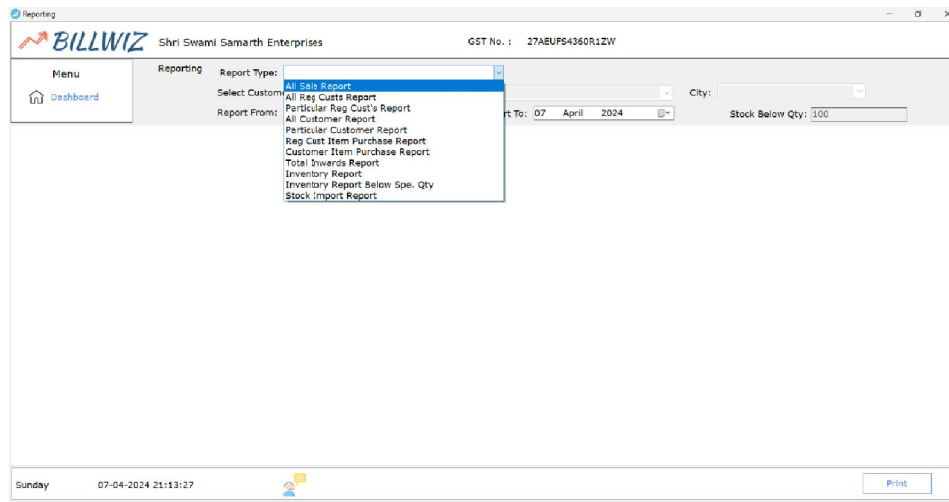 Reporting
BILLWIZ Shri Swami Samarth Enterprises GST No. : 27AEUFS4360R1ZW
Menu
Dashboard
Reporting Report Type:
All Sale Report
All Reg Custs Report
Particular Reg Cust's Report
All Customer Report
Particular Customer Report
Reg Cust Item Purchase Report
Customer Item Purchase Report
Total Inwards Report
Inventory Report
Inventory Report Below Spe. Qty
Stock Import Report
Select Custom City:
Report From: rt To: 07 April 2024 Stock Below Qty: 100
Sunday 07-04-2024 21:13:27 Print